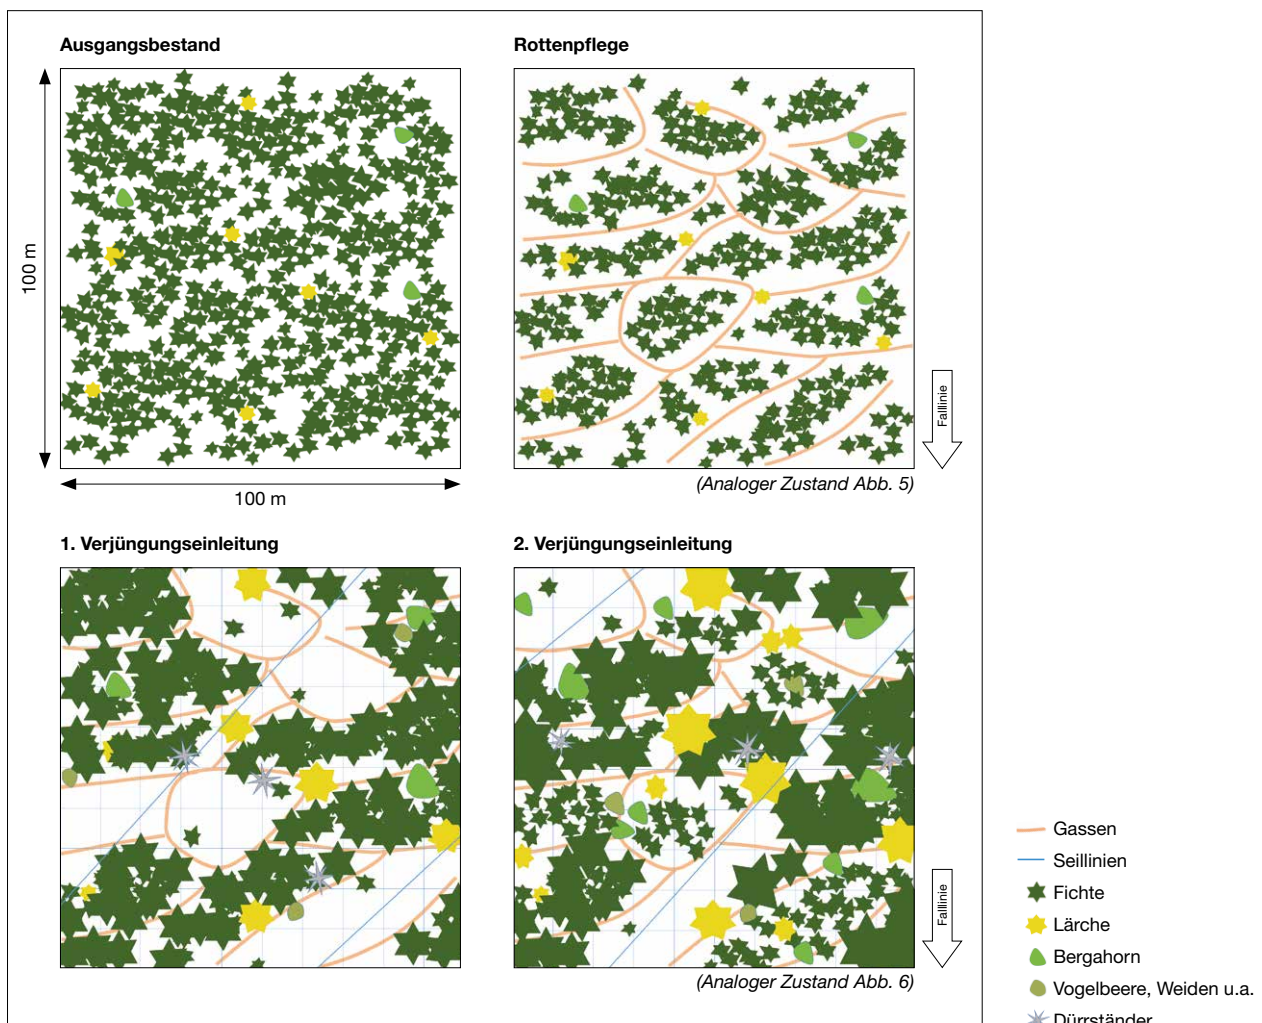 Ausgangsbestand
Rottenpflege
100 m
Falllinie
100 m
(Analoger Zustand Abb. 5)
1. Verjüngungseinleitung
2. Verjüngungseinleitung
Falllinie
(Analoger Zustand Abb. 6)
Gassen
Seillinien
Fichte
Lärche
Bergahorn
Vogelbeere, Weiden u.a.
Dürrständer